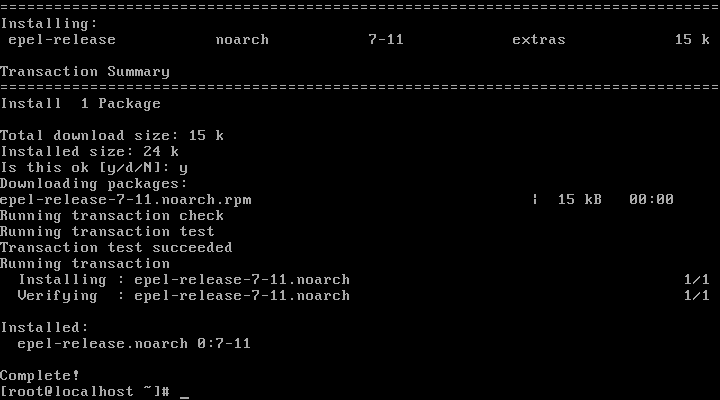 ================================================================================
Installing:
 epel-release          noarch          7-11          extras          15 k

Transaction Summary
================================================================================
Install  1 Package

Total download size: 15 k
Installed size: 24 k
Is this ok [y/d/N]: y
Downloading packages:
epel-release-7-11.noarch.rpm                               |  15 kB   00:00
Running transaction check
Running transaction test
Transaction test succeeded
Running transaction
  Installing : epel-release-7-11.noarch                                     1/1
  Verifying  : epel-release-7-11.noarch                                     1/1

Installed:
  epel-release.noarch 0:7-11

Complete!
[root@localhost ~]# _